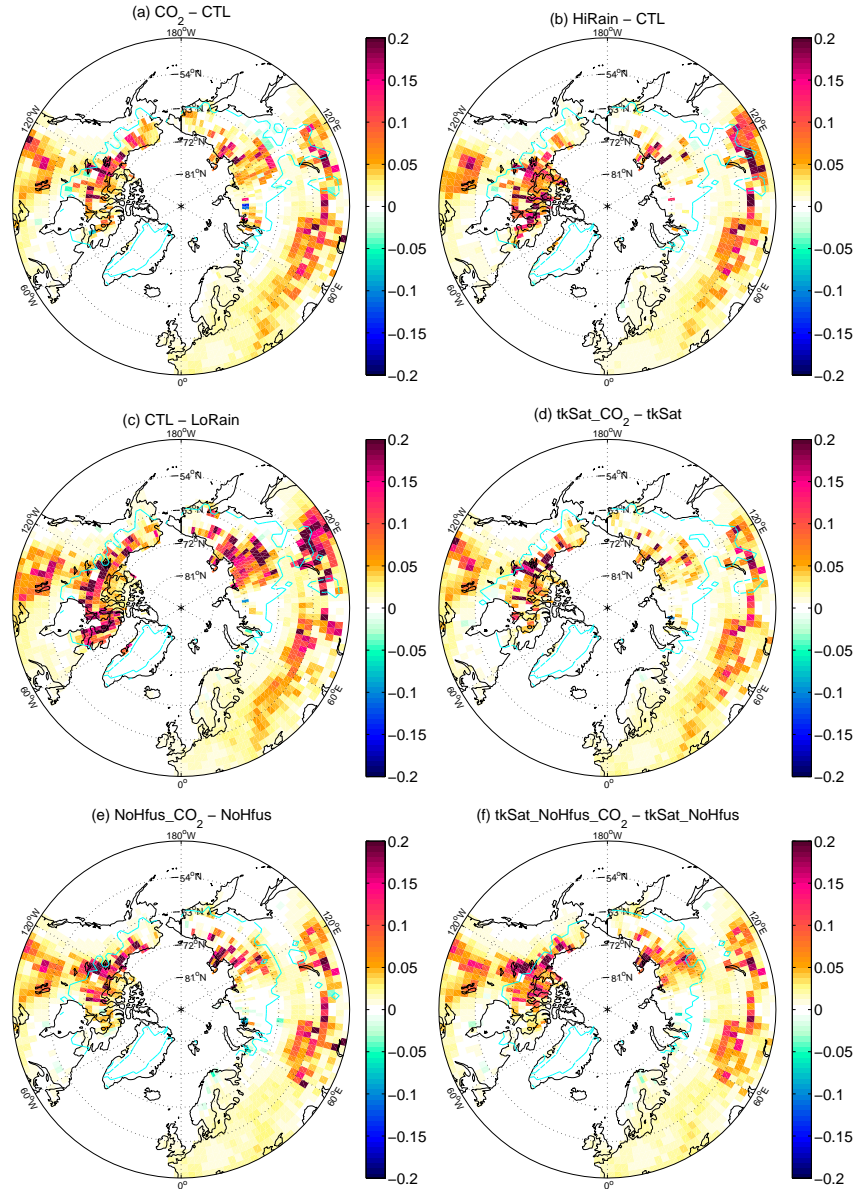 (a) CO2 – CTL
180°W
54°N
63°N
72°N
81°N
120°W
120°E
60°W
60°E
0°
0.2
0.15
0.1
0.05
0
−0.05
−0.1
−0.15
−0.2
(b) HiRain – CTL
180°W
54°N
63°N
72°N
81°N
120°W
120°E
60°W
60°E
0°
0.2
0.15
0.1
0.05
0
−0.05
−0.1
−0.15
−0.2
(c) CTL – LoRain
180°W
54°N
63°N
72°N
81°N
120°W
120°E
60°W
60°E
0°
0.2
0.15
0.1
0.05
0
−0.05
−0.1
−0.15
−0.2
(d) tkSat_CO2 – tkSat
180°W
54°N
63°N
72°N
81°N
120°W
120°E
60°W
60°E
0°
0.2
0.15
0.1
0.05
0
−0.05
−0.1
−0.15
−0.2
(e) NoHfus_CO2 – NoHfus
180°W
54°N
63°N
72°N
81°N
120°W
120°E
60°W
60°E
0°
0.2
0.15
0.1
0.05
0
−0.05
−0.1
−0.15
−0.2
(f) tkSat_NoHfus_CO2 – tkSat_NoHfus
180°W
54°N
63°N
72°N
81°N
120°W
120°E
60°W
60°E
0°
0.2
0.15
0.1
0.05
0
−0.05
−0.1
−0.15
−0.2